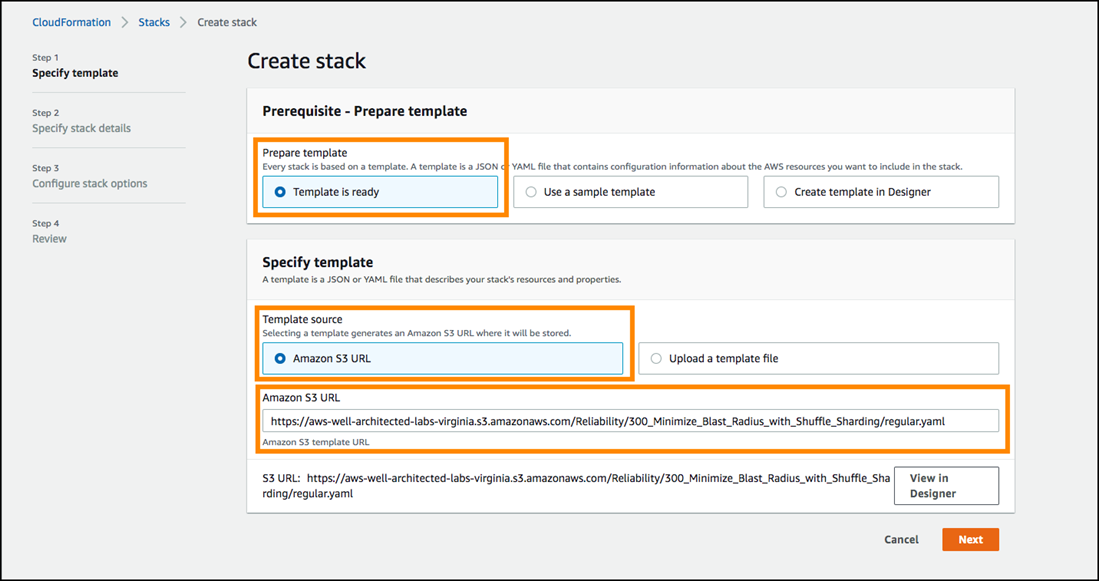 CloudFormation > Stacks > Create stack
Step 1
Specify template
Step 2
Specify stack details
Step 3
Configure stack options
Step 4
Review
Create stack
Prerequisite - Prepare template
Prepare template
Every stack is based on a template. A template is a JSON or YAML file that contains configuration information about the AWS resources you want to include in the stack.
Template is ready
Use a sample template
Create template in Designer
Specify template
A template is a JSON or YAML file that describes your stack's resources and properties.
Template source
Selecting a template generates an Amazon S3 URL where it will be stored.
Amazon S3 URL
Upload a template file
Amazon S3 URL
https://aws-well-architected-labs-virginia.s3.amazonaws.com/Reliability/300_Minimize_Blast_Radius_with_Shuffle_Sharding/regular.yaml
Amazon S3 template URL
S3 URL: https://aws-well-architected-labs-virginia.s3.amazonaws.com/Reliability/300_Minimize_Blast_Radius_with_Shuffle_Sha
rding/regular.yaml
View in
Designer
Cancel
Next